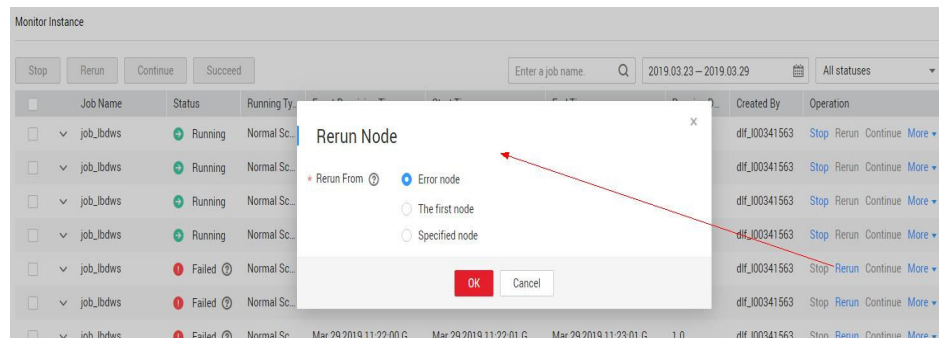 Monitor Instance
Stop Rerun Continue Succeed Enter a job name. 2019.03.23 – 2019.03.29 All statuses
Job Name Status Running Ty... Created By Operation
job_lbdws Running Normal Sc... dlf_l00341563 Stop Rerun Continue More
job_lbdws Running Normal Sc... dlf_l00341563 Stop Rerun Continue More
job_lbdws Running Normal Sc... dlf_l00341563 Stop Rerun Continue More
job_lbdws Running Normal Sc... dlf_l00341563 Stop Rerun Continue More
job_lbdws Failed Normal Sc... dlf_l00341563 Stop Rerun Continue More
job_lbdws Failed Normal Sc... dlf_l00341563 Stop Rerun Continue More
job_lbdws Failed Normal Sc... Mar 29 2019 11:22:00 G... Mar 29 2019 11:22:01 G... Mar 29 2019 11:23:01 G... 1.0 dlf_l00341563 Stop Rerun Continue More
Rerun Node
x
* Rerun From Error node
The first node
Specified node
OK Cancel